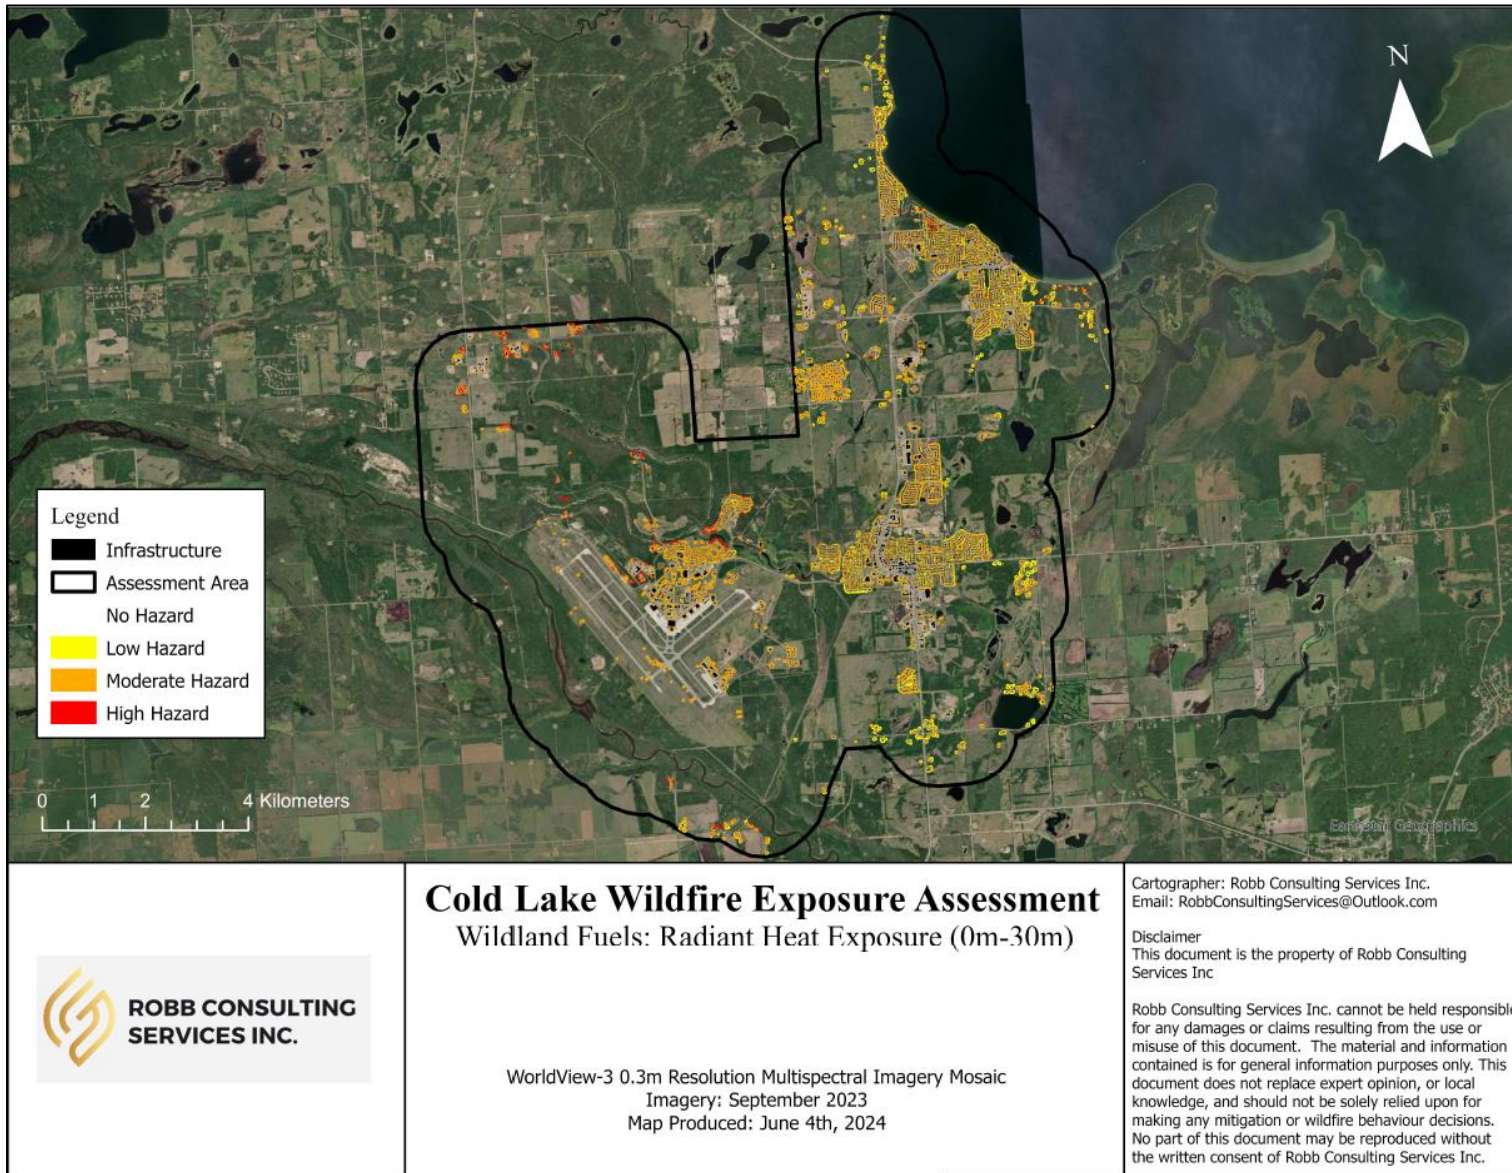 N
Legend
Infrastructure
Assessment Area
No Hazard
Low Hazard
Moderate Hazard
High Hazard
0 1 2 4 Kilometers
Earthstar Geographics
ROBB CONSULTING
SERVICES INC.
Cold Lake Wildfire Exposure Assessment
Wildland Fuels: Radiant Heat Exposure (0m-30m)
WorldView-3 0.3m Resolution Multispectral Imagery Mosaic
Imagery: September 2023
Map Produced: June 4th, 2024
Cartographer: Robb Consulting Services Inc.
Email: RobbConsultingServices@Outlook.com
Disclaimer
This document is the property of Robb Consulting
Services Inc
Robb Consulting Services Inc. cannot be held responsible
for any damages or claims resulting from the use or
misuse of this document. The material and information
contained is for general information purposes only. This
document does not replace expert opinion, or local
knowledge, and should not be solely relied upon for
making any mitigation or wildfire behaviour decisions.
No part of this document may be reproduced without
the written consent of Robb Consulting Services Inc.